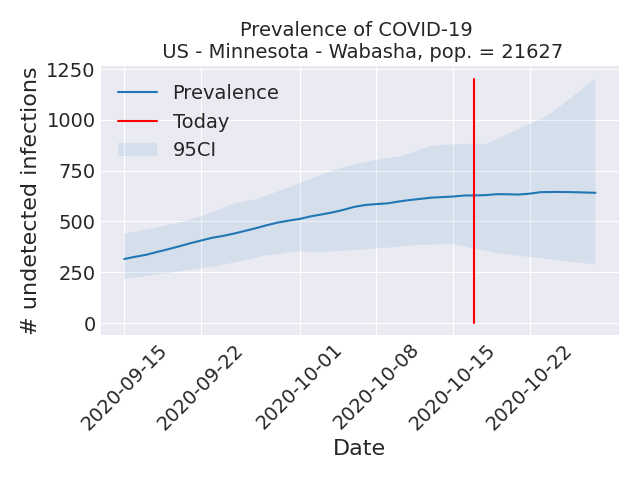 Prevalence of COVID-19
US - Minnesota - Wabasha, pop. = 21627
# undetected infections
1250
1000
750
500
250
0
Prevalence
Today
95CI
2020-09-15
2020-09-22
2020-10-01
2020-10-08
2020-10-15
2020-10-22
Date